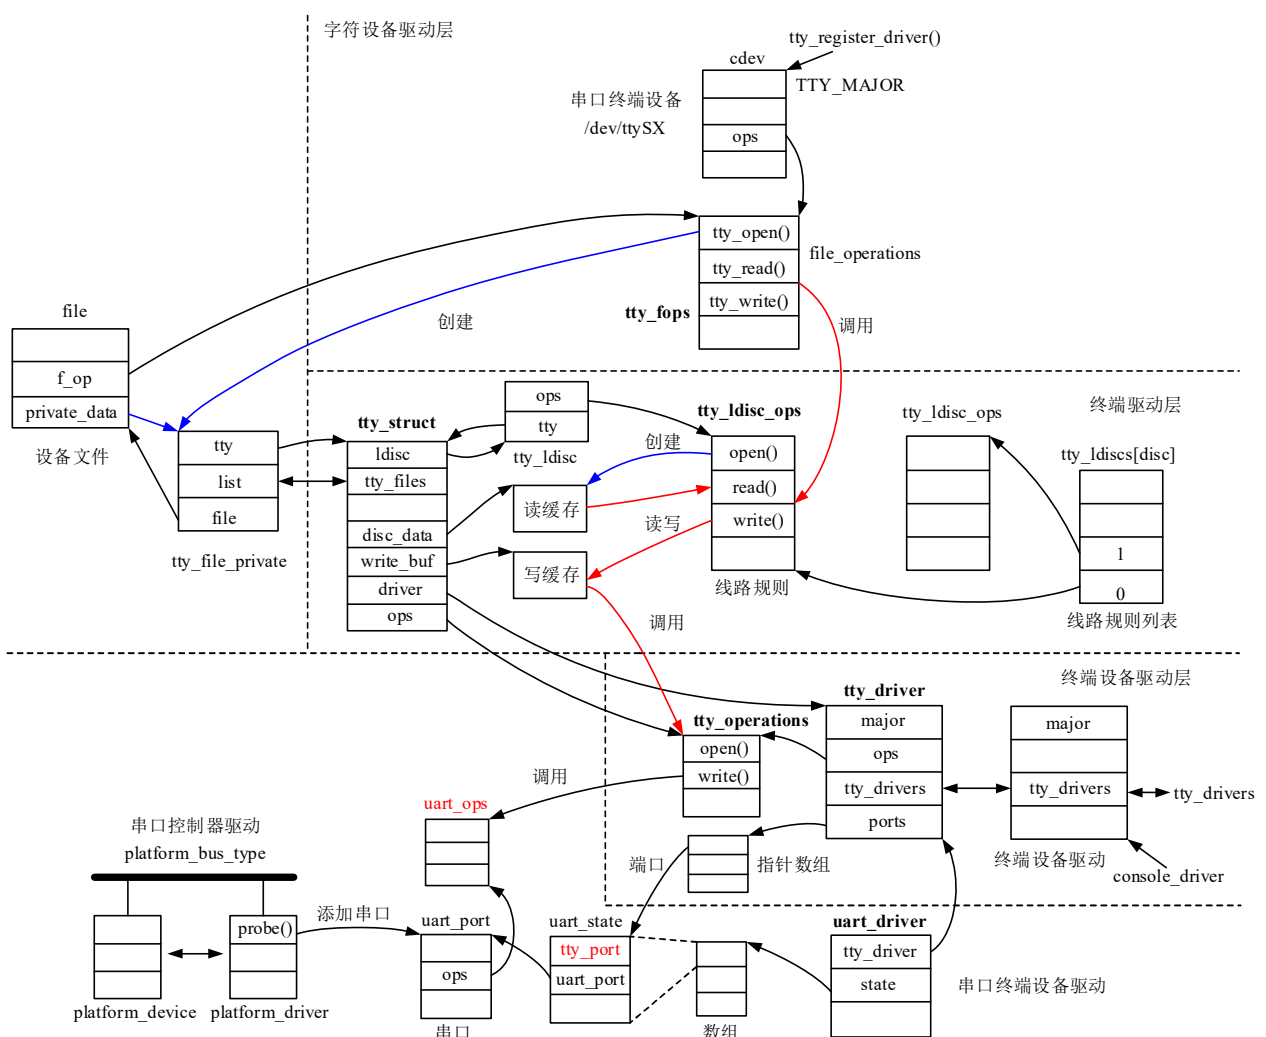 字符设备驱动层
tty_register_driver()
cdev
TTY_MAJOR
串口终端设备
/dev/ttySX
ops
tty_open()
file_operations
tty_read()
tty_write()
tty_fops
调用
创建
file
f_op
private_data
设备文件
tty
list
file
tty_file_private
终端驱动层
tty_struct
ldisc
tty_files
disc_data
write_buf
driver
ops
ops
tty
tty_ldisc
创建
读缓存
读写
写缓存
调用
tty_ldisc_ops
open()
read()
write()
线路规则
tty_ldisc_ops
tty_ldiscs[disc]
1
0
线路规则列表
终端设备驱动层
tty_driver
major
ops
tty_drivers
ports
major
tty_drivers
tty_drivers
终端设备驱动
console_driver
tty_operations
open()
write()
调用
uart_ops
端口
指针数组
串口控制器驱动
platform_bus_type
probe()
添加串口
platform_device
platform_driver
uart_port
ops
串口
uart_state
tty_port
uart_port
数组
uart_driver
tty_driver
state
串口终端设备驱动